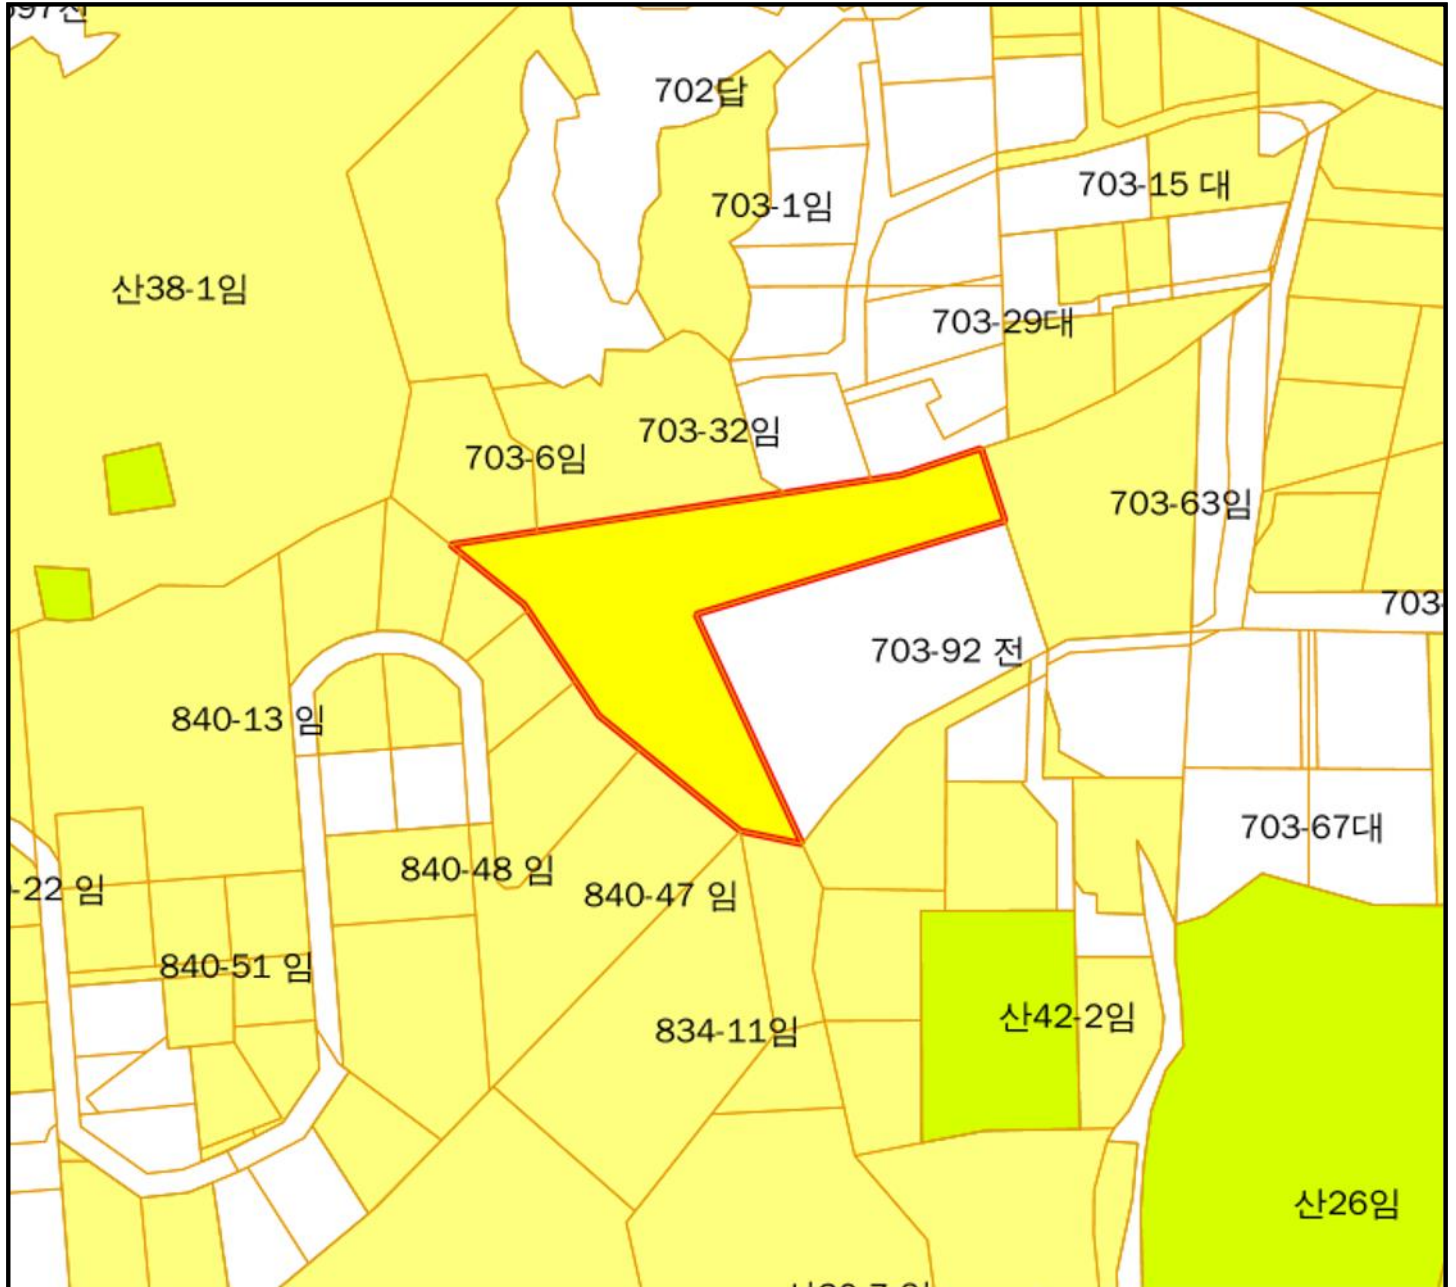 702답
703-15 대
703-1임
산38-1임
703-29대
703-32임
703-6임
703-63임
703-
703-92 전
840-13 임
703-67대
840-48 임
-22 임
840-47 임
840-51 임
산42-2임
834-11임
산26임